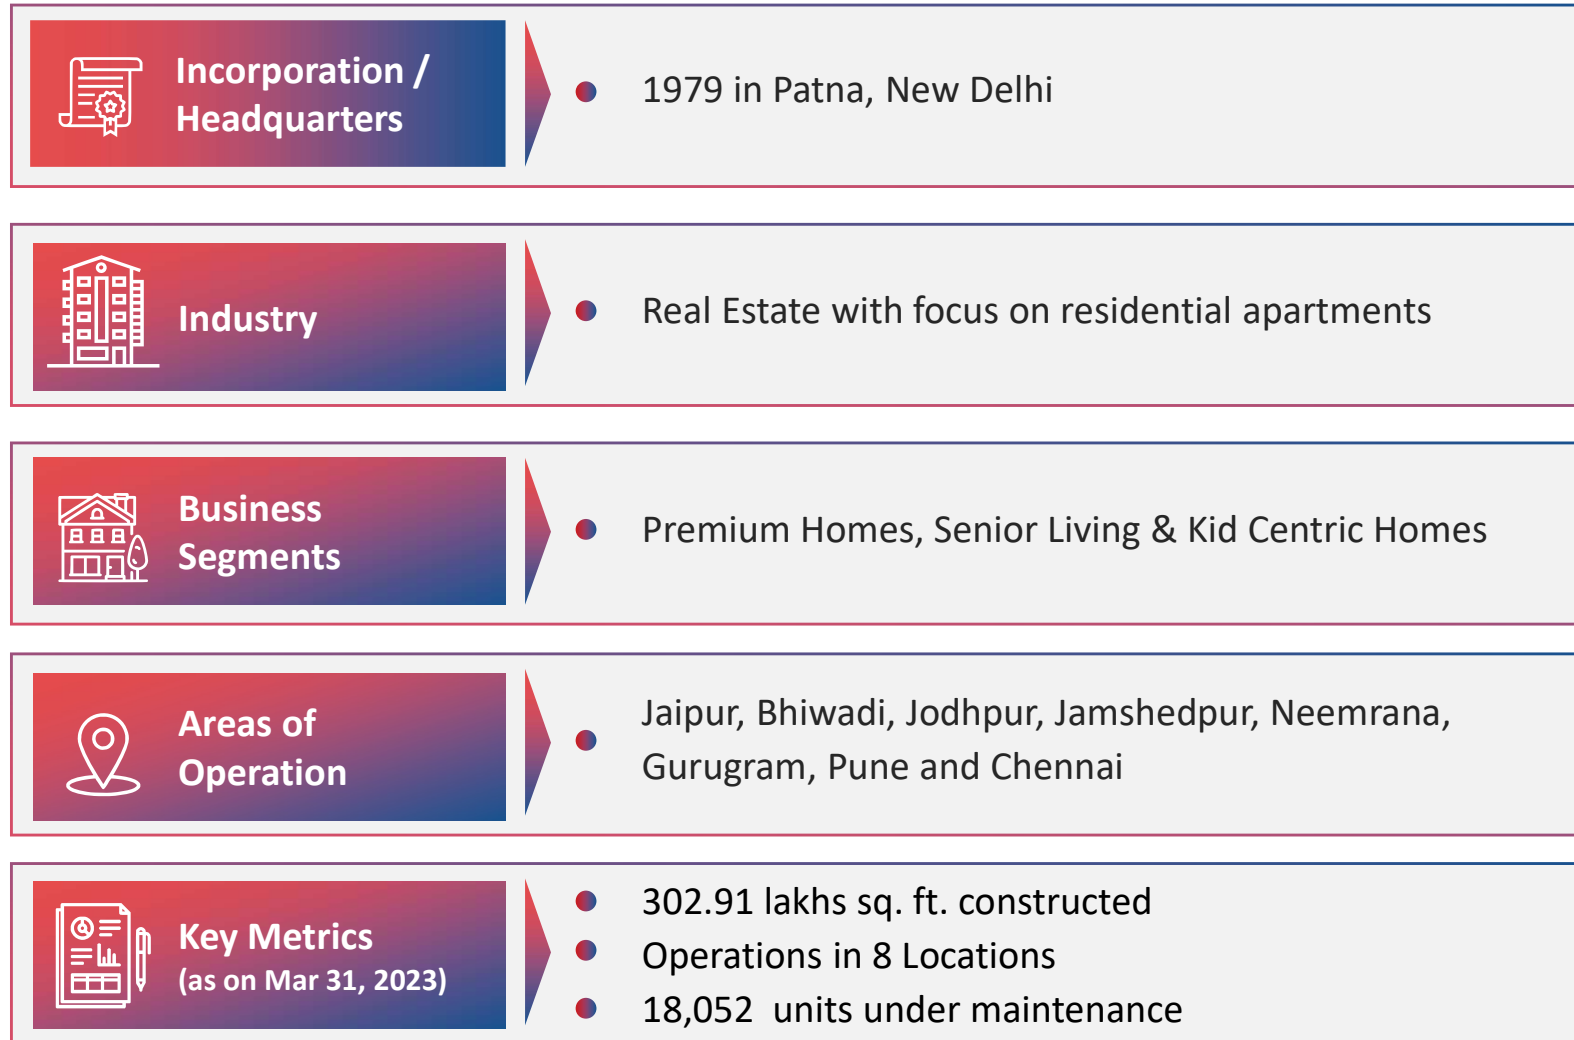 Incorporation /
Headquarters
1979 in Patna, New Delhi
Industry
Real Estate with focus on residential apartments
Business
Segments
Premium Homes, Senior Living & Kid Centric Homes
Areas of
Operation
Jaipur, Bhiwadi, Jodhpur, Jamshedpur, Neemrana,
Gurugram, Pune and Chennai
Key Metrics
(as on Mar 31, 2023)
302.91 lakhs sq. ft. constructed
Operations in 8 Locations
18,052 units under maintenance